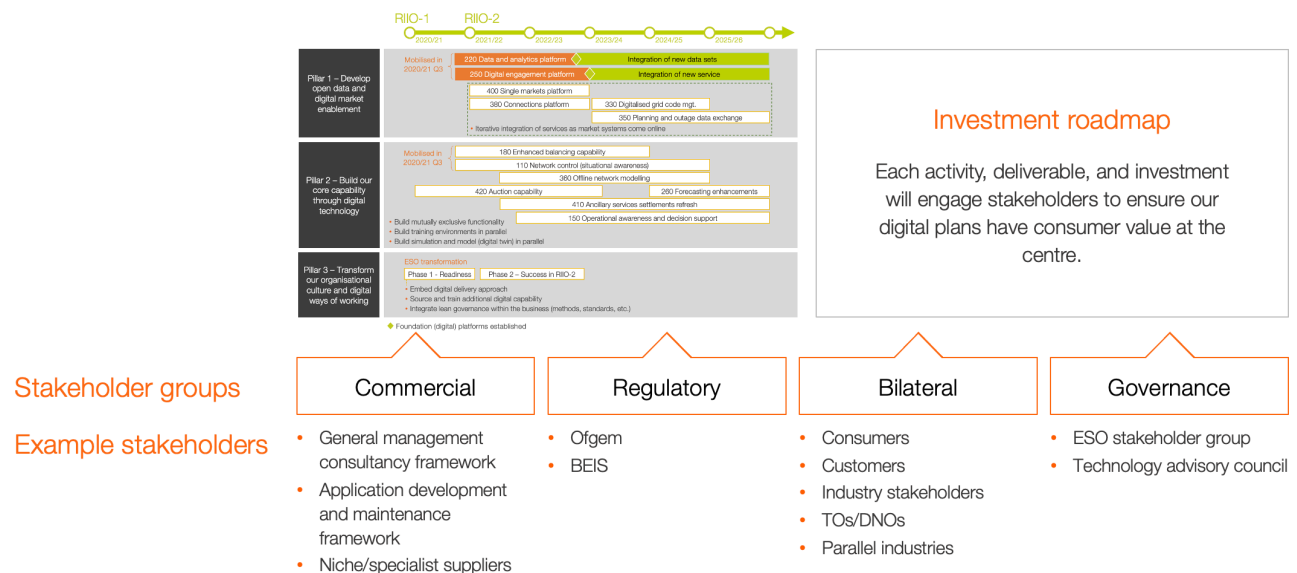 RIIO-1
RIIO-2
2020/21
2021/22
2022/23
2023/24
2024/25
2025/26
Pillar 1 – Develop
open data and
digital market
enablement
Mobilised in
2020/21 Q3
220 Data and analytics platform
Integration of new data sets
250 Digital engagement platform
Integration of new service
400 Single markets platform
380 Connections platform
330 Digitalised grid code mgt.
350 Planning and outage data exchange
• Iterative integration of services as market systems come online
Pillar 2 – Build our
core capability
through digital
technology
Mobilised in
2020/21 Q3
180 Enhanced balancing capability
110 Network control (situational awareness)
360 Offline network modelling
420 Auction capability
260 Forecasting enhancements
410 Ancillary services settlements refresh
150 Operational awareness and decision support
• Build mutually exclusive functionality
• Build training environments in parallel
• Build simulation and model (digital twin) in parallel
Pillar 3 – Transform
our organisational
culture and digital
ways of working
ESO transformation
Phase 1 - Readiness
Phase 2 – Success in RIIO-2
• Embed digital delivery approach
• Source and train additional digital capability
• Integrate lean governance within the business (methods, standards, etc.)
Foundation (digital) platforms established
Investment roadmap
Each activity, deliverable, and investment
will engage stakeholders to ensure our
digital plans have consumer value at the
centre.
Stakeholder groups
Commercial
Regulatory
Bilateral
Governance
Example stakeholders
• General management
consultancy framework
• Application development
and maintenance
framework
• Niche/specialist suppliers
• Ofgem
• BEIS
• Consumers
• Customers
• Industry stakeholders
• TOs/DNOs
• Parallel industries
• ESO stakeholder group
• Technology advisory council